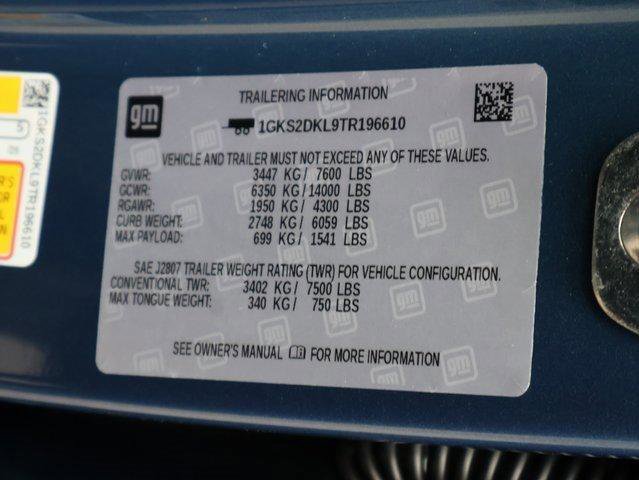 gm
TRAILERING INFORMATION
1GKS2DKL9TR196610
VEHICLE AND TRAILER MUST NOT EXCEED ANY OF THESE VALUES.
GVWR: 3447 KG / 7600 LBS
GCWR: 6350 KG / 14000 LBS
RGAWR: 1950 KG / 4300 LBS
CURB WEIGHT: 2748 KG / 6059 LBS
MAX PAYLOAD: 699 KG / 1541 LBS
SAE J2807 TRAILER WEIGHT RATING (TWR) FOR VEHICLE CONFIGURATION.
CONVENTIONAL TWR: 3402 KG / 7500 LBS
MAX TONGUE WEIGHT: 340 KG / 750 LBS
SEE OWNER'S MANUAL FOR MORE INFORMATION
1GKS2DKL9TR196610